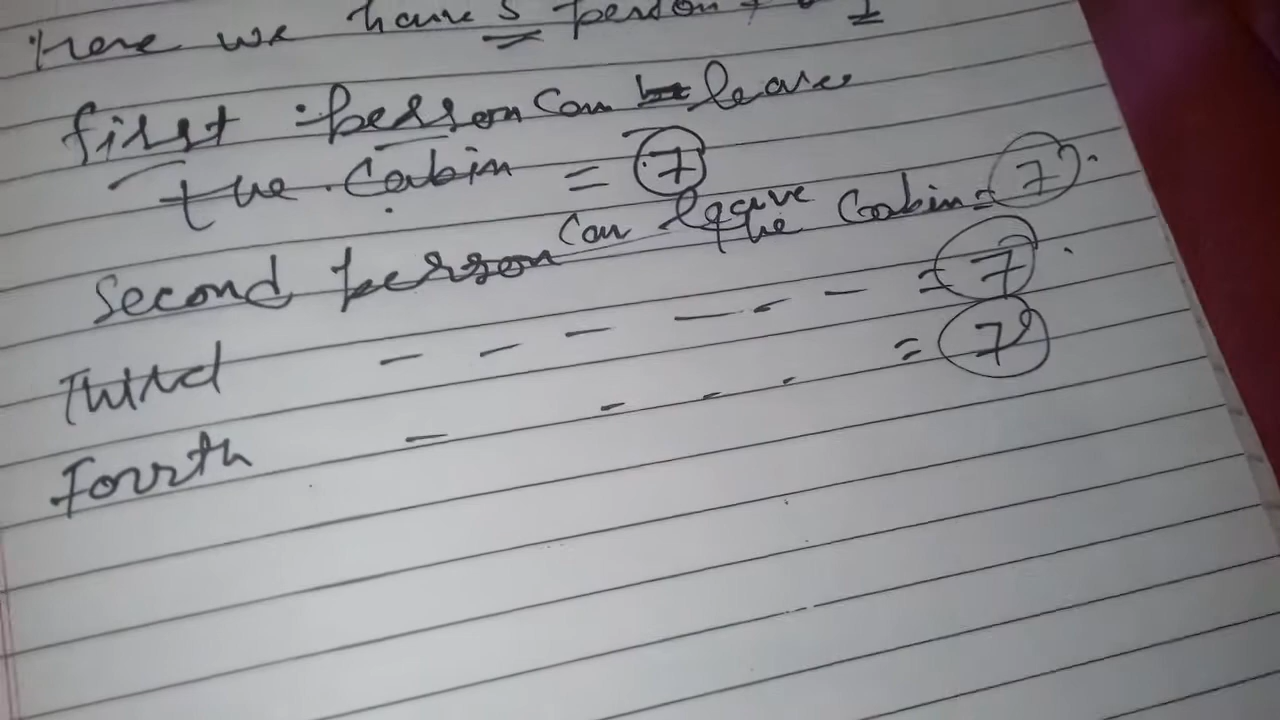 Here we have 5 person
first person can leave
the cabin = 7
Second person can leave the cabin = 7
Third - - - - - - = 7
Fourth - - - - = 7